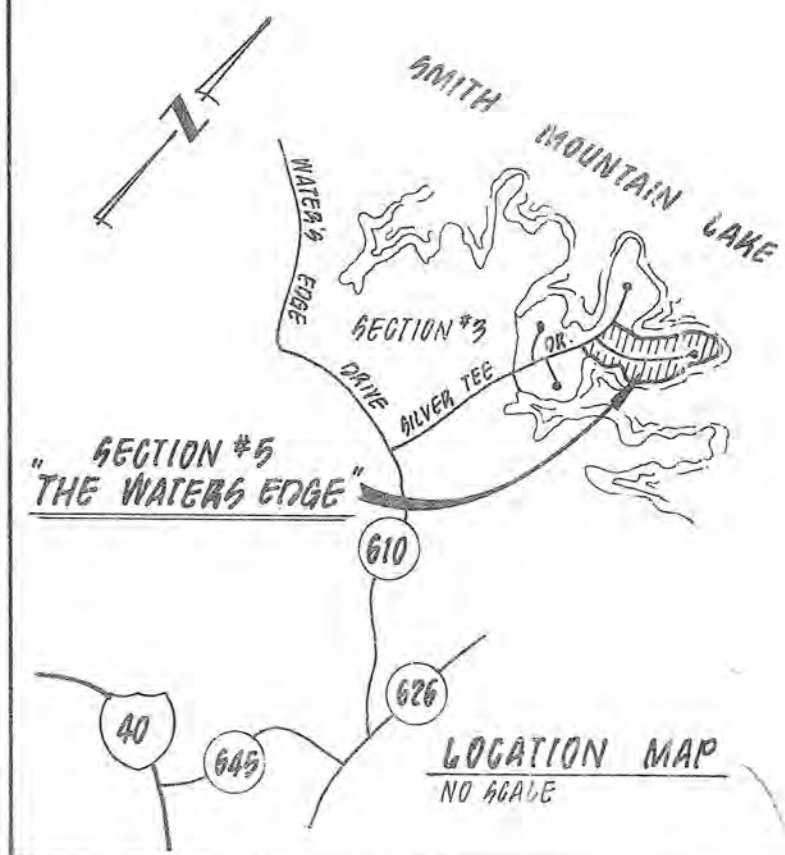 N
SMITH MOUNTAIN LAKE
WATER'S EDGE DRIVE
SECTION #3
SILVER TEE DR.
SECTION #5
"THE WATERS EDGE"
610
626
40
645
LOCATION MAP
NO SCALE